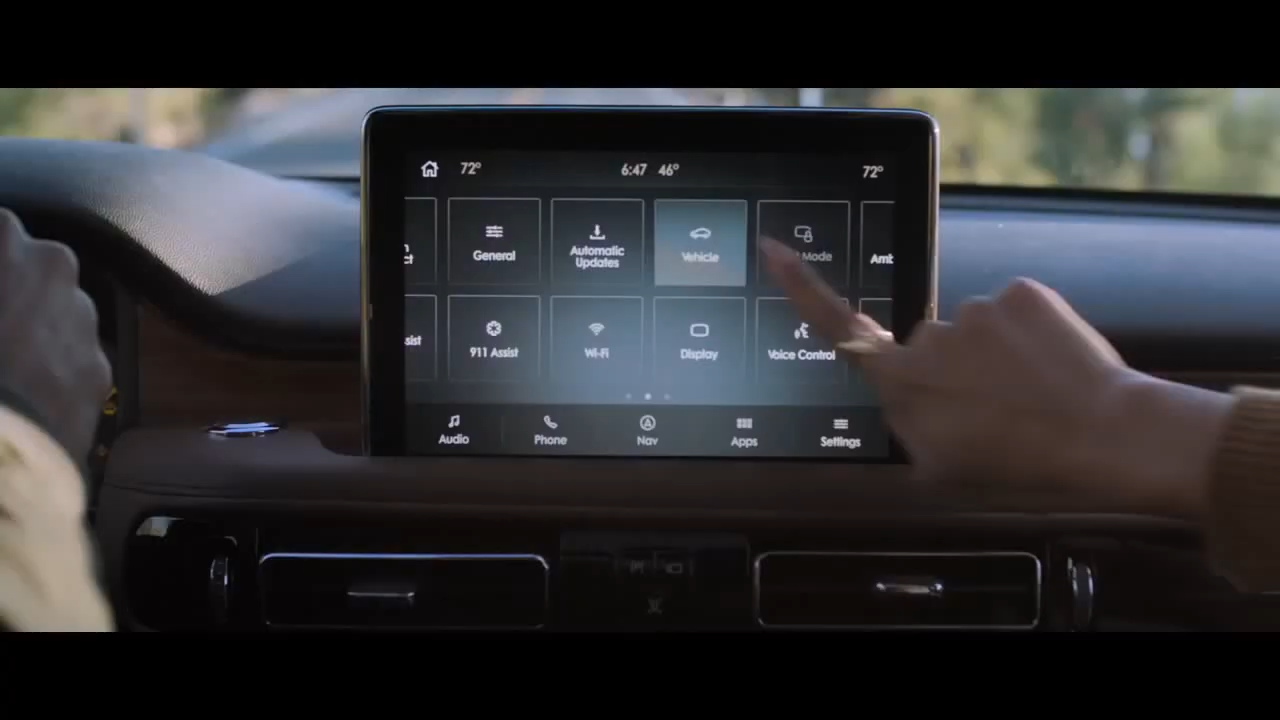 72°
6:47 46°
72°
General
Automatic
Updates
Vehicle
Mode
Amb
sist
911 Assist
Wi-Fi
Display
Voice Control
Audio
Phone
Nav
Apps
Settings